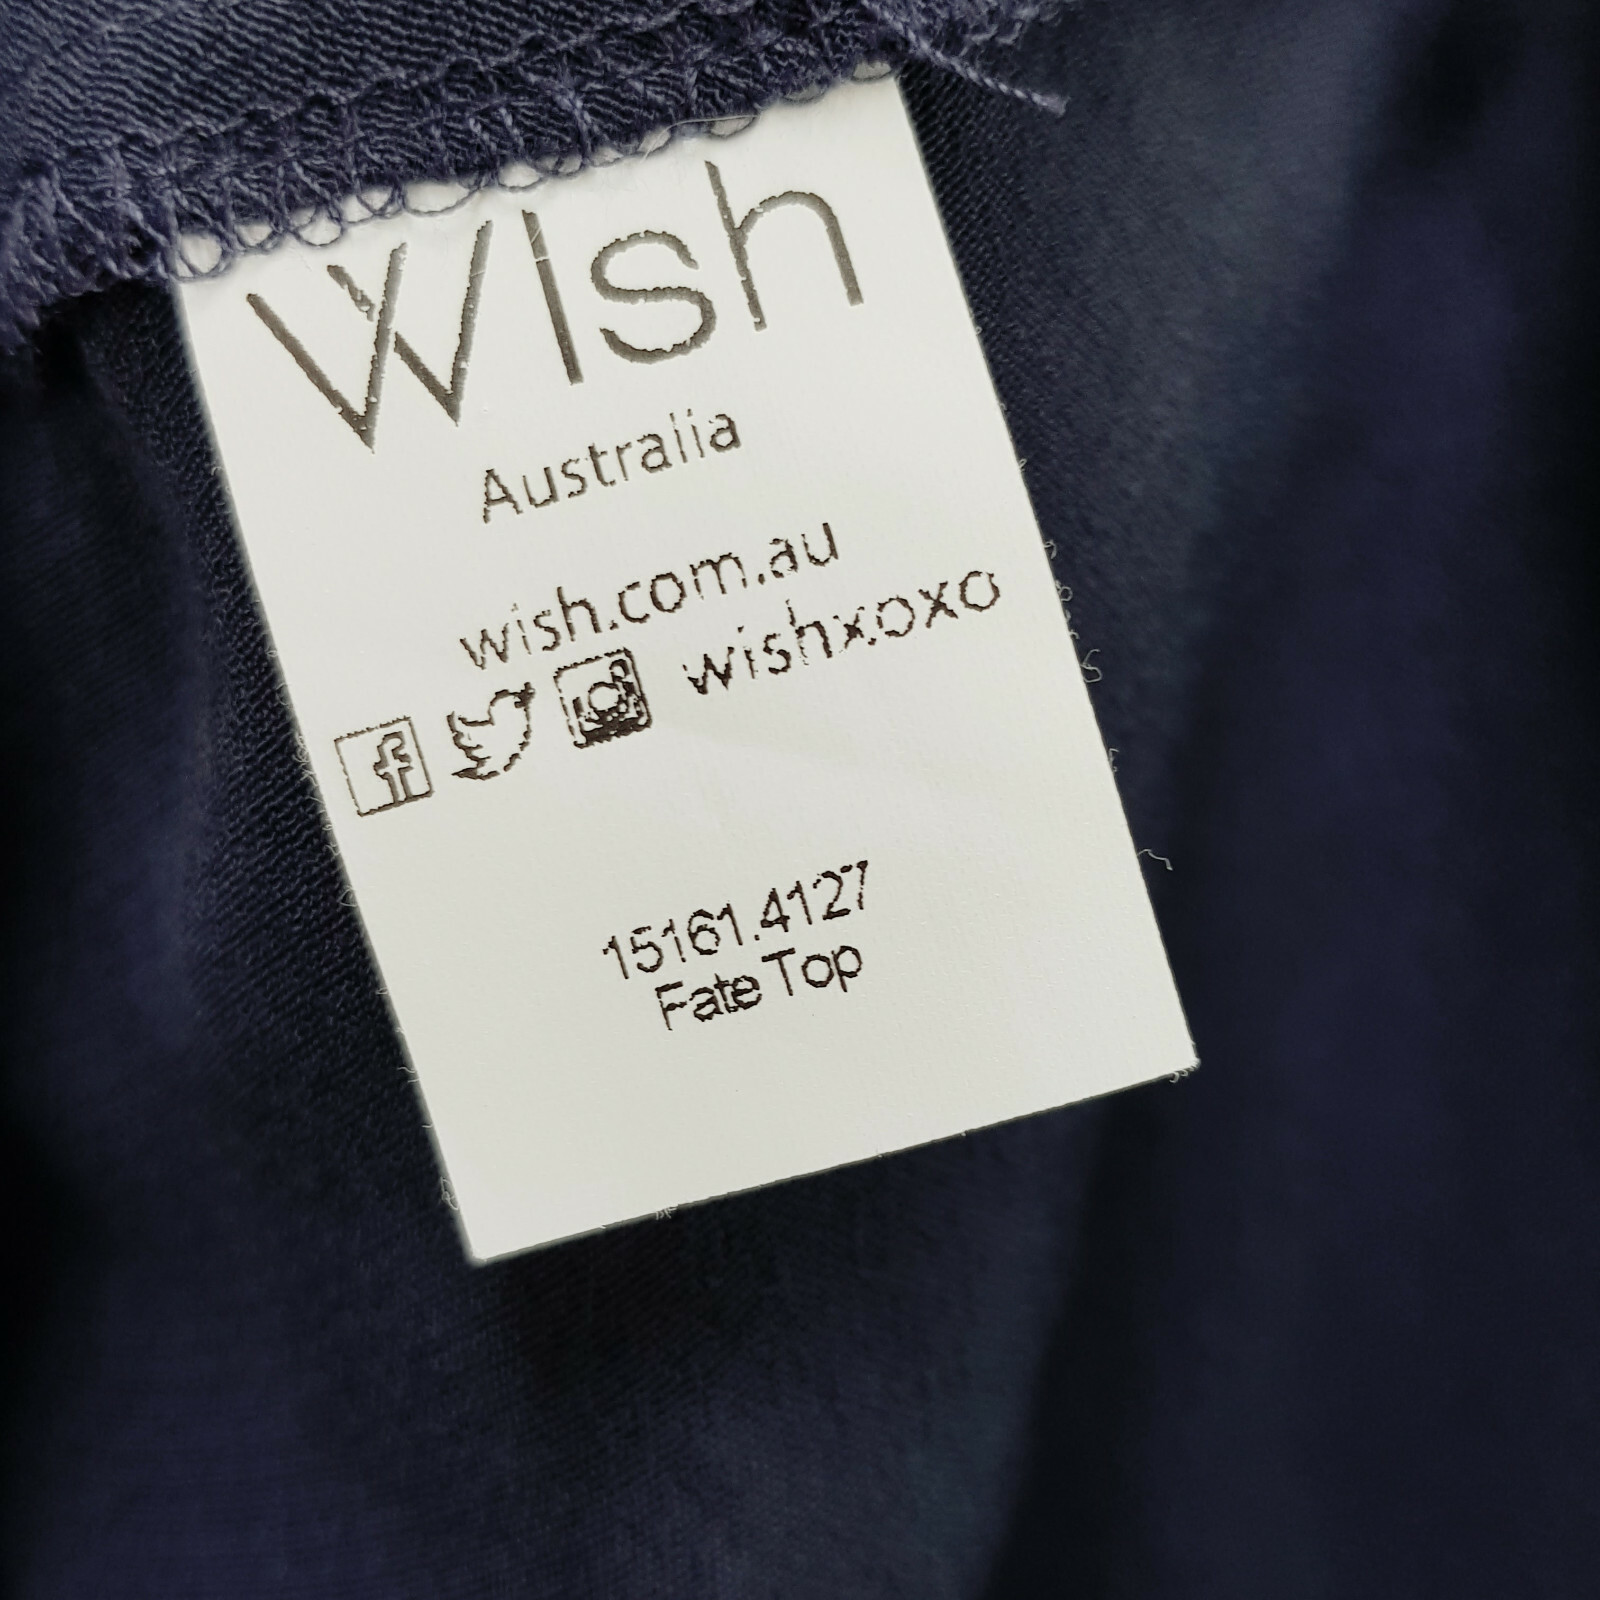 Wish
Australia
wish.com.au
wishxoxo
15161.4127
Fate Top